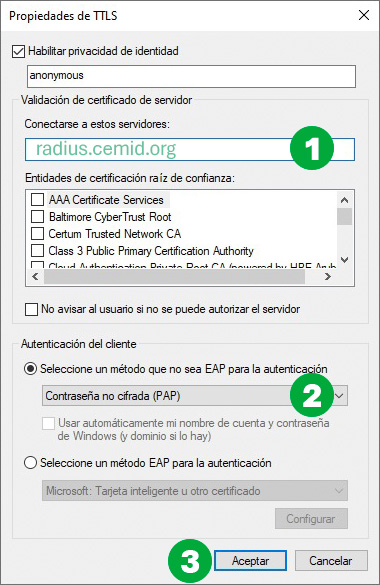 Propiedades de TTLS
Habilitar privacidad de identidad
anonymous
Validación de certificado de servidor
Conectarse a estos servidores:
radius.cemid.org
1
Entidades de certificación raíz de confianza:
AAA Certificate Services
Baltimore CyberTrust Root
Certum Trusted Network CA
Class 3 Public Primary Certification Authority
Cloud Authentication Private Root CA (powered by HPE Arub
No avisar al usuario si no se puede autorizar el servidor
Autenticación del cliente
Seleccione un método que no sea EAP para la autenticación
Contraseña no cifrada (PAP)
2
Usar automáticamente mi nombre de cuenta y contraseña
de Windows (y dominio si lo hay)
Seleccione un método EAP para la autenticación
Microsoft: Tarjeta inteligente u otro certificado
Configurar
3
Aceptar
Cancelar